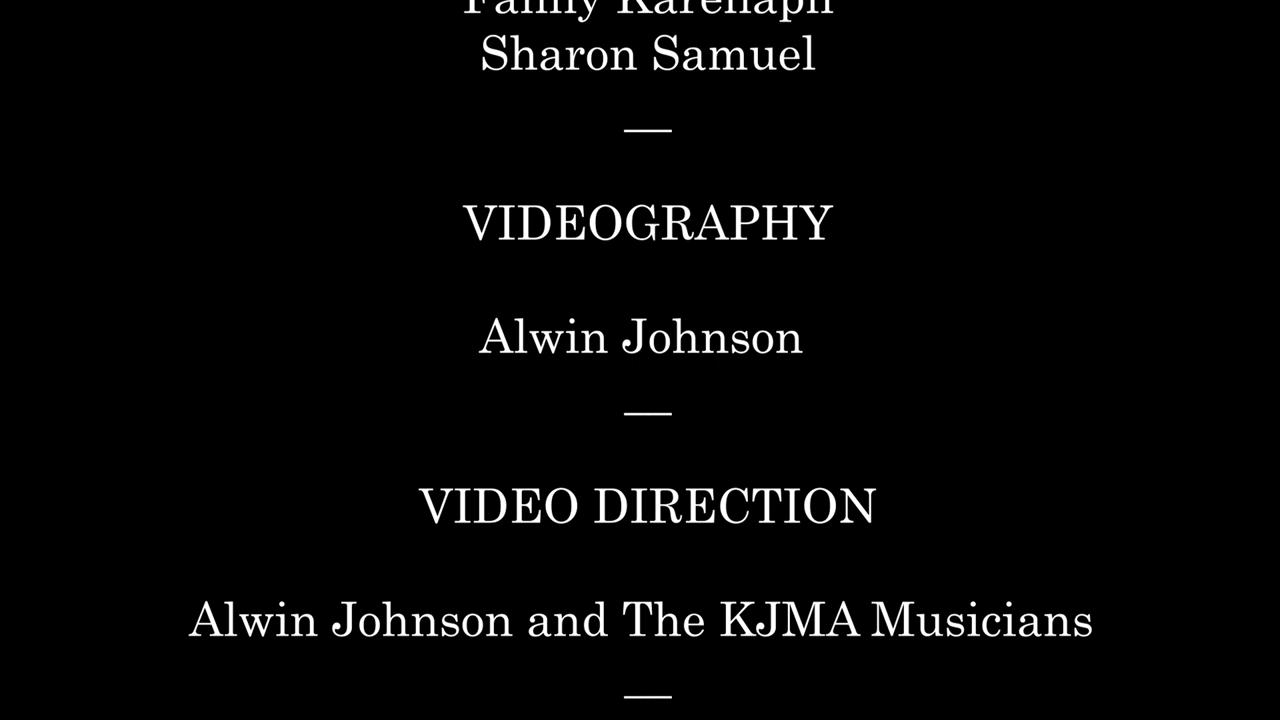 Sharon Samuel
—
VIDEOGRAPHY
Alwin Johnson
—
VIDEO DIRECTION
Alwin Johnson and The KJMA Musicians
—